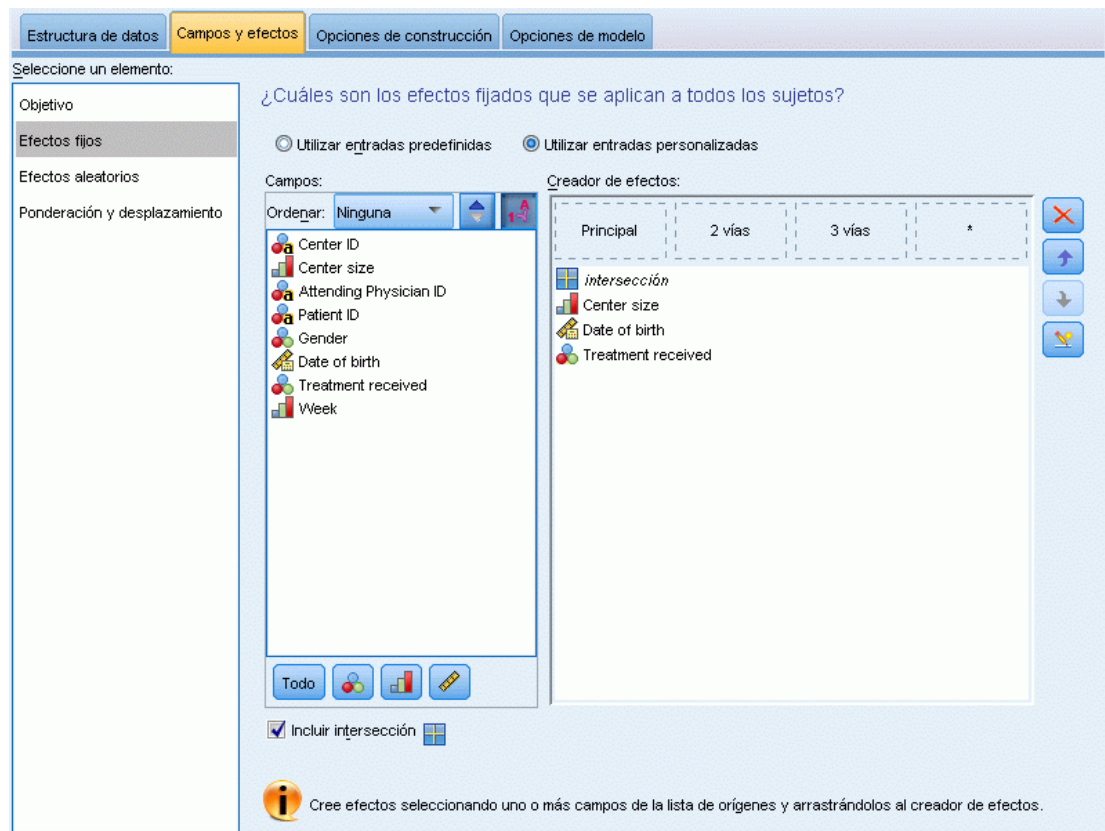 Estructura de datos
Campos y efectos
Opciones de construcción
Opciones de modelo
Seleccione un elemento:
Objetivo
Efectos fijos
Efectos aleatorios
Ponderación y desplazamiento
¿Cuáles son los efectos fijados que se aplican a todos los sujetos?
Utilizar entradas predefinidas
Utilizar entradas personalizadas
Campos:
Ordenar: Ninguna
Center ID
Center size
Attending Physician ID
Patient ID
Gender
Date of birth
Treatment received
Week
Todo
Creador de efectos:
Principal
2 vías
3 vías
*
intersección
Center size
Date of birth
Treatment received
Incluir intersección
Cree efectos seleccionando uno o más campos de la lista de orígenes y arrastrándolos al creador de efectos.